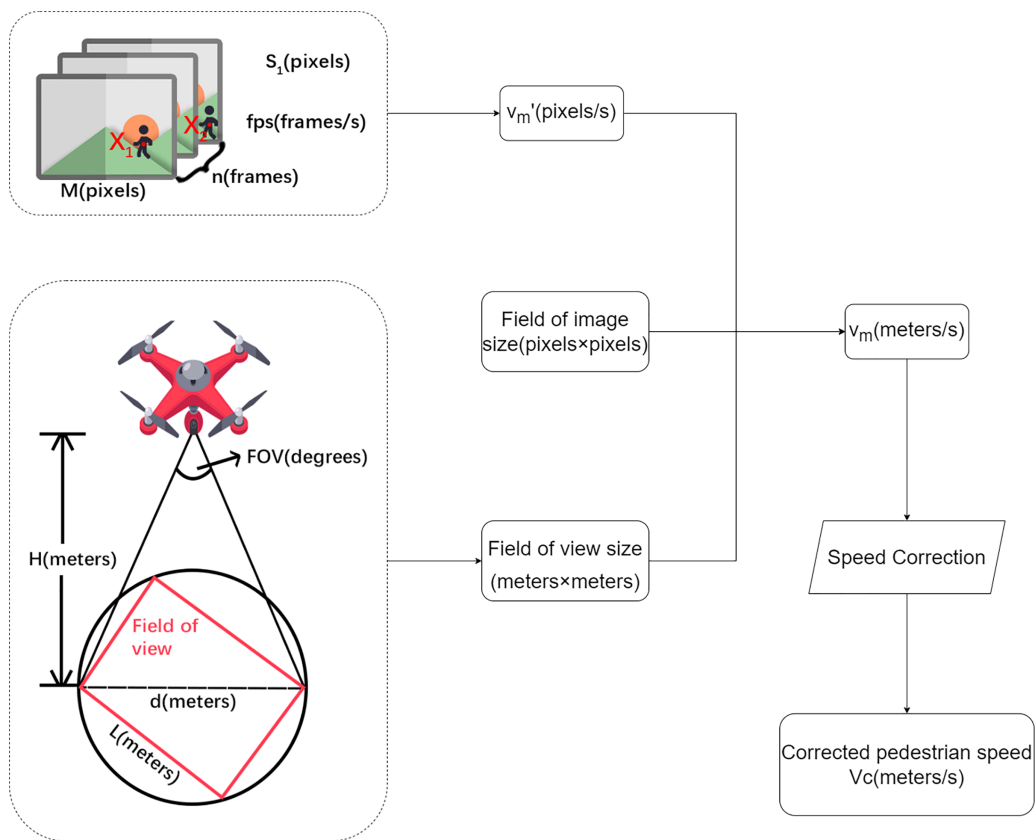 S₁(pixels)
fps(frames/s)
X₁
X₂
n(frames)
M(pixels)
vₘ'(pixels/s)
Field of image
size(pixels×pixels)
vₘ(meters/s)
FOV(degrees)
H(meters)
Field of
view
d(meters)
L(meters)
Field of view size
(meters×meters)
Speed Correction
Corrected pedestrian speed
Vc(meters/s)